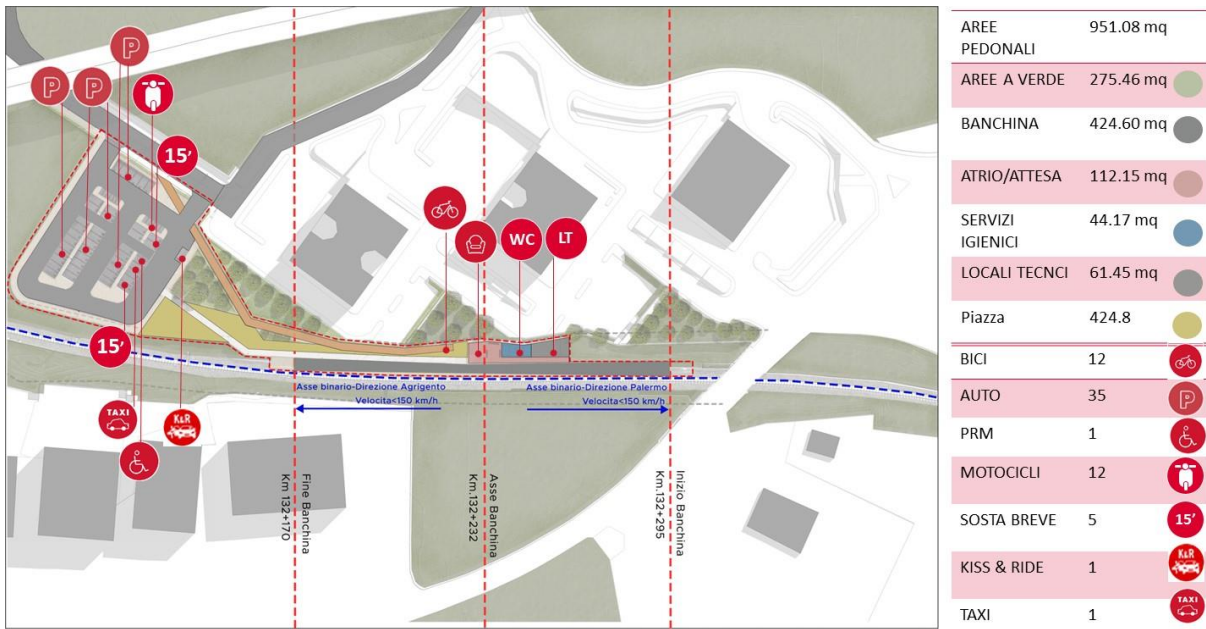 P
P
P
15'
15'
WC
LT
TAXI
K&R
Asse binario-Direzione Agrigento
Velocita<150 km/h
Asse binario-Direzione Palermo
Velocita<150 km/h
Fine Banchina
Km 132+170
Asse Banchina
Km.132+232
Inizio Banchina
Km.132+295
AREE PEDONALI 951.08 mq
AREE A VERDE 275.46 mq
BANCHINA 424.60 mq
ATRIO/ATTESA 112.15 mq
SERVIZI IGIENICI 44.17 mq
LOCALI TECNCI 61.45 mq
Piazza 424.8
BICI 12
AUTO 35 P
PRM 1
MOTOCICLI 12
SOSTA BREVE 5 15'
KISS & RIDE 1 K&R
TAXI 1 TAXI